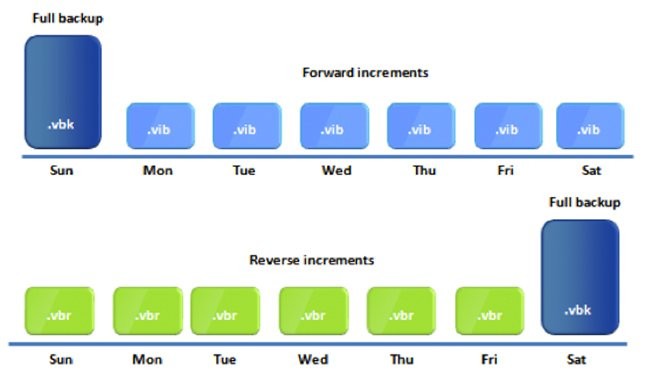 Full backup
Forward increments
.vbk .vib .vib .vib .vib .vib .vib
Sun Mon Tue Wed Thu Fri Sat
Full backup
Reverse increments
.vbr .vbr .vbr .vbr .vbr .vbr .vbk
Sun Mon Tue Wed Thu Fri Sat